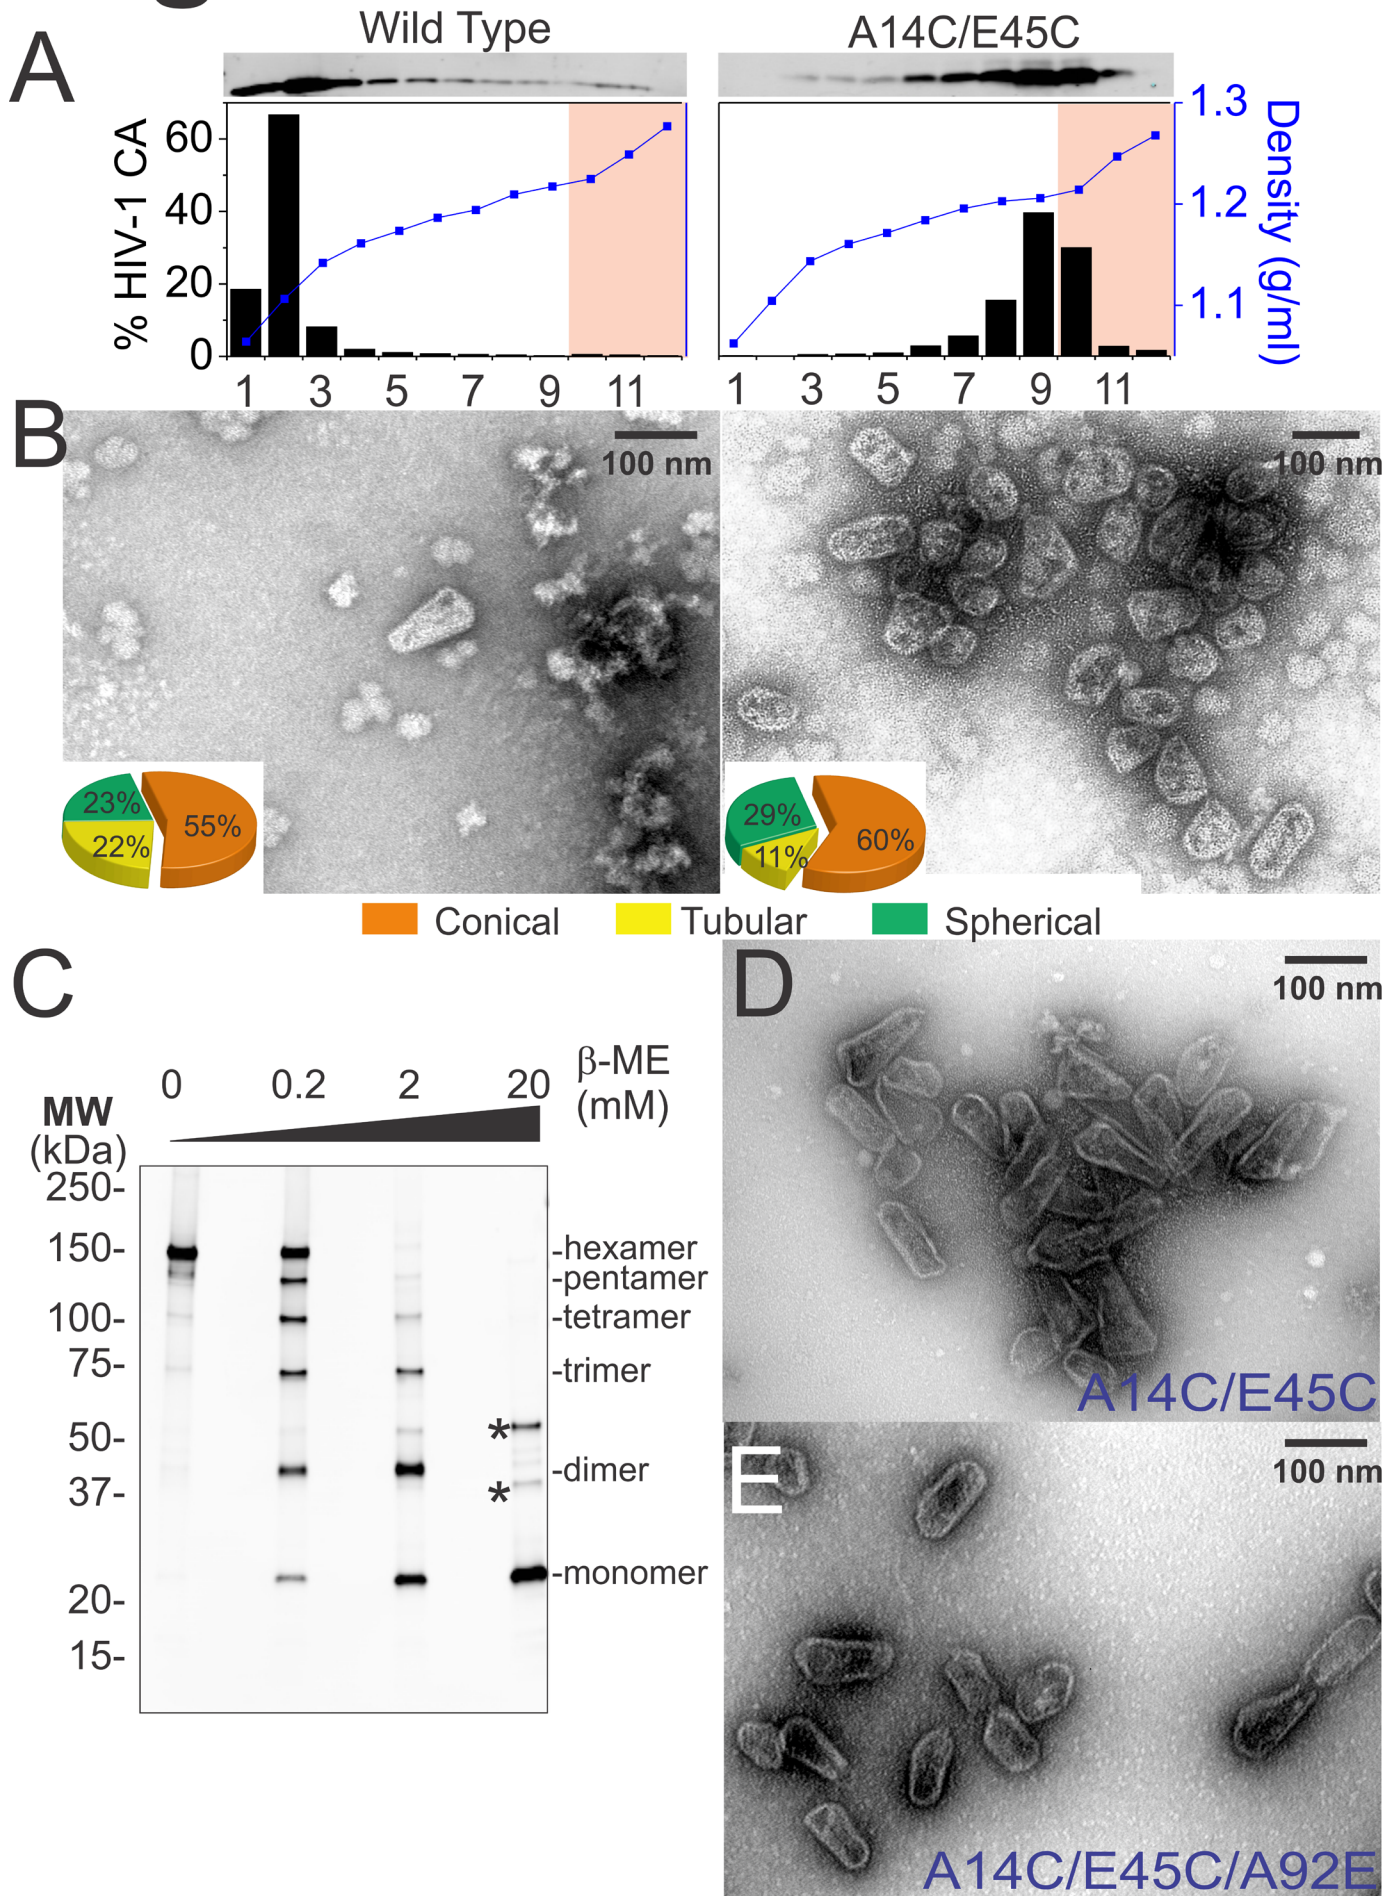 A
Wild Type
A14C/E45C
% HIV-1 CA
60
40
20
0
1 3 5 7 9 11
1 3 5 7 9 11
1.3
1.2
1.1
Density (g/ml)
B
100 nm
100 nm
23%
55%
22%
29%
60%
11%
Conical
Tubular
Spherical
C
0 0.2 2 20
β-ME
(mM)
MW
(kDa)
250-
150-
100-
75-
50-
37-
20-
15-
-hexamer
-pentamer
-tetramer
-trimer
*
-dimer
*
-monomer
D
100 nm
A14C/E45C
E
100 nm
A14C/E45C/A92E